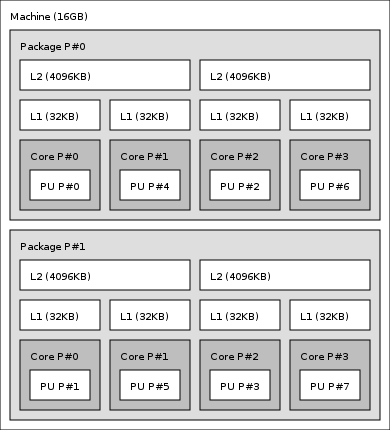 Machine (16GB)
Package P#0
L2 (4096KB) L2 (4096KB)
L1 (32KB) L1 (32KB) L1 (32KB) L1 (32KB)
Core P#0 Core P#1 Core P#2 Core P#3
PU P#0 PU P#4 PU P#2 PU P#6
Package P#1
L2 (4096KB) L2 (4096KB)
L1 (32KB) L1 (32KB) L1 (32KB) L1 (32KB)
Core P#0 Core P#1 Core P#2 Core P#3
PU P#1 PU P#5 PU P#3 PU P#7